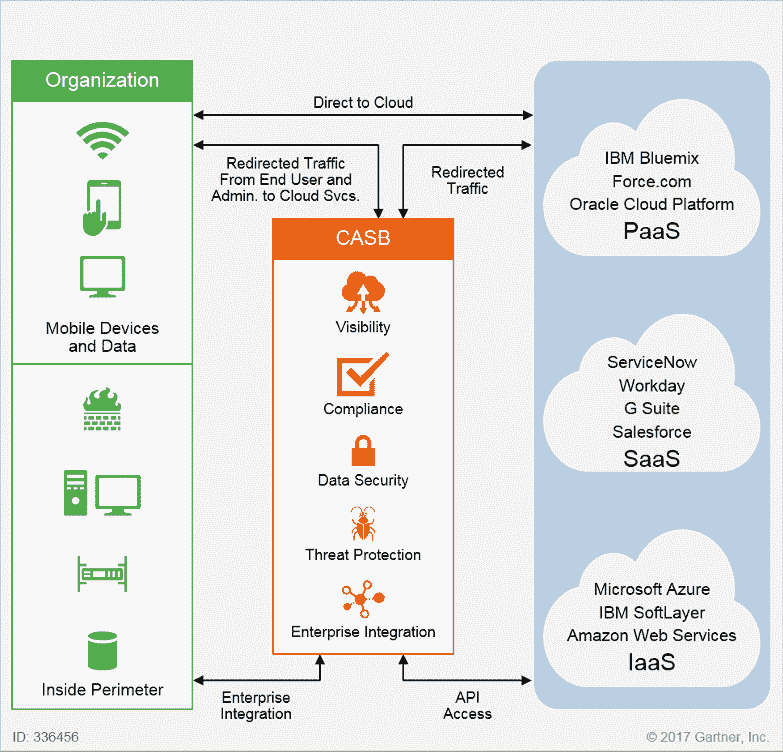 Organization
Mobile Devices
and Data
Inside Perimeter
Direct to Cloud
Redirected Traffic
From End User and
Admin. to Cloud Svcs.
Redirected
Traffic
CASB
Visibility
Compliance
Data Security
Threat Protection
Enterprise Integration
Enterprise
Integration
API
Access
IBM Bluemix
Force.com
Oracle Cloud Platform
PaaS
ServiceNow
Workday
G Suite
Salesforce
SaaS
Microsoft Azure
IBM SoftLayer
Amazon Web Services
IaaS
ID: 336456
© 2017 Gartner, Inc.